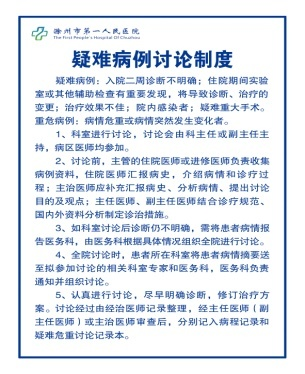 滁州市第一人民医院
The First People's Hospital Of Chuzhou
疑难病例讨论制度
疑难病例：入院二周诊断不明确；住院期间实验
室或其他辅助检查有重要发现，将导致诊断、治疗的
变更；治疗效果不佳；院内感染者；疑难重大手术。
重危病例：病情危重或病情突然发生变化者。
1、科室进行讨论，讨论会由科主任或副主任主
持，病区医师均参加。
2、讨论前，主管的住院医师或进修医师负责收集
病例资料，住院医师汇报病史，介绍病情和诊疗过
程；主治医师应补充汇报病史、分析病情、提出讨论
目的及观点；主任医师、副主任医师结合诊疗规范、
国内外资料分析制定诊治措施。
3、如科室讨论后诊断仍不明确，需将患者病情报
告医务科，由医务科根据具体情况组织全院进行讨论。
4、全院讨论时，患者所在科室将患者病情摘要送
至拟参加讨论的相关科室专家和医务科，医务科负责
通知并组织讨论。
5、认真进行讨论，尽早明确诊断，修订治疗方
案。讨论经过由经治医师记录整理，经主任医师（副
主任医师）或主治医师审查后，分别记入病程记录和
疑难危重讨论记录本。